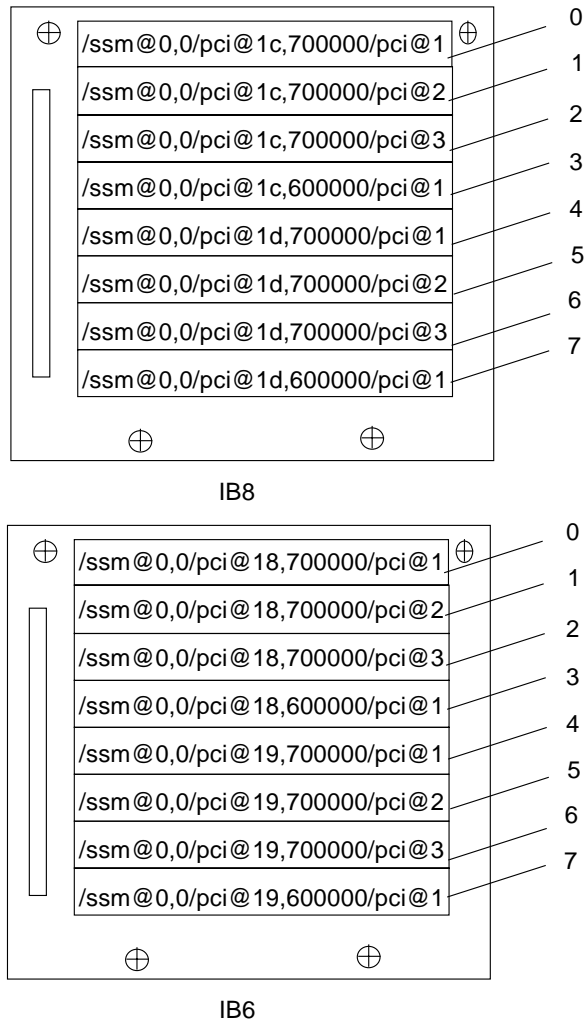 /ssm@0,0/pci@1c,700000/pci@1 0
/ssm@0,0/pci@1c,700000/pci@2 1
/ssm@0,0/pci@1c,700000/pci@3 2
/ssm@0,0/pci@1c,600000/pci@1 3
/ssm@0,0/pci@1d,700000/pci@1 4
/ssm@0,0/pci@1d,700000/pci@2 5
/ssm@0,0/pci@1d,700000/pci@3 6
/ssm@0,0/pci@1d,600000/pci@1 7
IB8
/ssm@0,0/pci@18,700000/pci@1 0
/ssm@0,0/pci@18,700000/pci@2 1
/ssm@0,0/pci@18,700000/pci@3 2
/ssm@0,0/pci@18,600000/pci@1 3
/ssm@0,0/pci@19,700000/pci@1 4
/ssm@0,0/pci@19,700000/pci@2 5
/ssm@0,0/pci@19,700000/pci@3 6
/ssm@0,0/pci@19,600000/pci@1 7
IB6